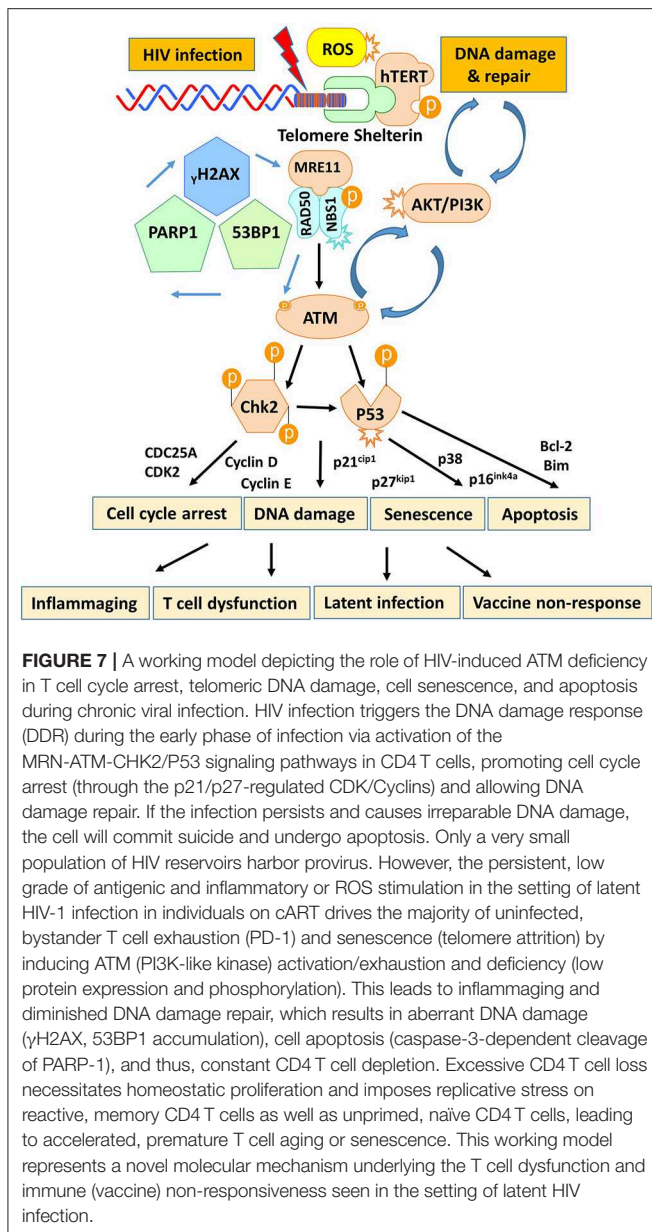 HIV infection
ROS
DNA damage
& repair
hTERT
p
Telomere Shelterin
γH2AX
MRE11
PARP1
53BP1
RAD50
NBS1
p
AKT/PI3K
p
ATM
p
p
p
p
Chk2
p
P53
CDC25A
CDK2
Cyclin D
Cyclin E
p21cip1
p27kip1
p38
p16ink4a
Bcl-2
Bim
Cell cycle arrest
DNA damage
Senescence
Apoptosis
Inflammaging
T cell dysfunction
Latent infection
Vaccine non-response
FIGURE 7 | A working model depicting the role of HIV-induced ATM deficiency
in T cell cycle arrest, telomeric DNA damage, cell senescence, and apoptosis
during chronic viral infection. HIV infection triggers the DNA damage response
(DDR) during the early phase of infection via activation of the
MRN-ATM-CHK2/P53 signaling pathways in CD4 T cells, promoting cell cycle
arrest (through the p21/p27-regulated CDK/Cyclins) and allowing DNA
damage repair. If the infection persists and causes irreparable DNA damage,
the cell will commit suicide and undergo apoptosis. Only a very small
population of HIV reservoirs harbor provirus. However, the persistent, low
grade of antigenic and inflammatory or ROS stimulation in the setting of latent
HIV-1 infection in individuals on cART drives the majority of uninfected,
bystander T cell exhaustion (PD-1) and senescence (telomere attrition) by
inducing ATM (PI3K-like kinase) activation/exhaustion and deficiency (low
protein expression and phosphorylation). This leads to inflammaging and
diminished DNA damage repair, which results in aberrant DNA damage
(γH2AX, 53BP1 accumulation), cell apoptosis (caspase-3-dependent cleavage
of PARP-1), and thus, constant CD4 T cell depletion. Excessive CD4 T cell loss
necessitates homeostatic proliferation and imposes replicative stress on
reactive, memory CD4 T cells as well as unprimed, naïve CD4 T cells, leading
to accelerated, premature T cell aging or senescence. This working model
represents a novel molecular mechanism underlying the T cell dysfunction and
immune (vaccine) non-responsiveness seen in the setting of latent HIV
infection.